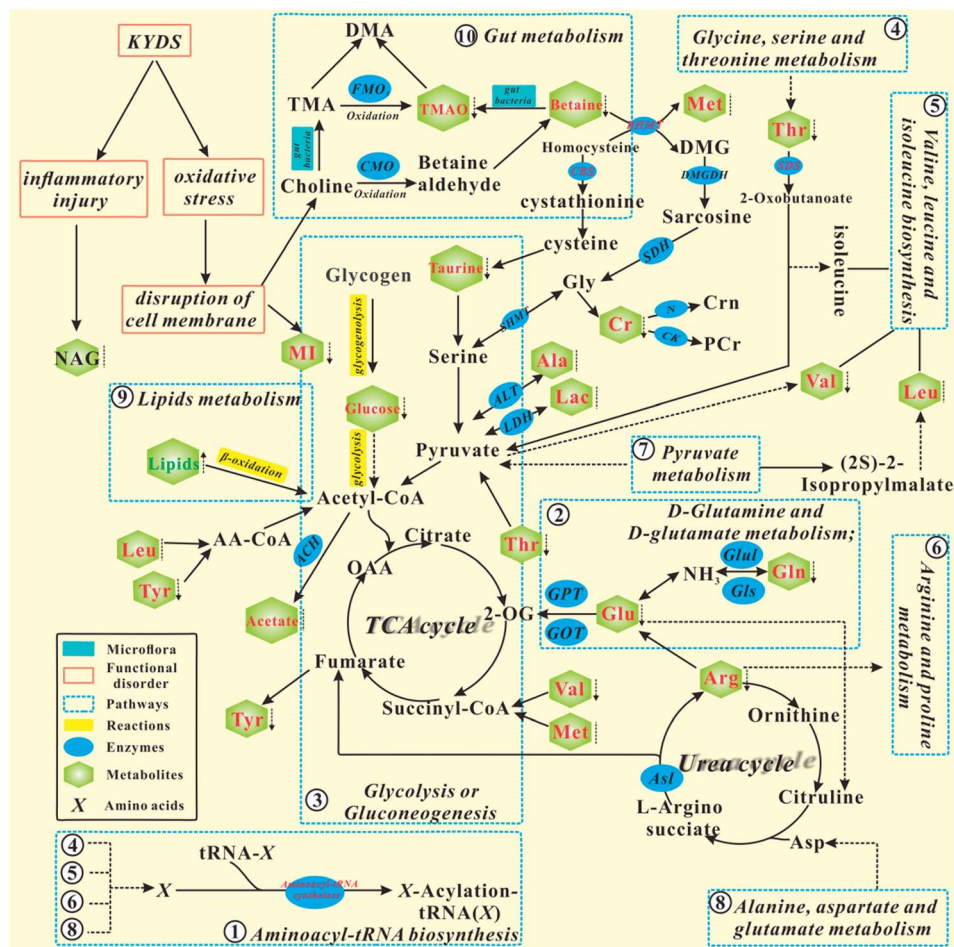 KYDS
inflammatory
injury
oxidative
stress
disruption of
cell membrane
NAG
MI
DMA
⑩ Gut metabolism
TMA
FMO
Oxidation
TMAO
gut
bacteria
Betaine
gut
bacteria
Choline
CMO
Oxidation
Betaine
aldehyde
BHMT
Met
Homocysteine
CBS
cystathionine
cysteine
DMG
DMGDH
Sarcosine
SDH
Gly
SHMT
④
Glycine, serine and
threonine metabolism
Thr
SDS
2-Oxobutanoate
⑤
Valine, leucine and
isoleucine biosynthesis
isoleucine
Val
Leu
Glycogen
glycogenolysis
Glucose
glycolysis
Taurine
Serine
Cr
N
Crn
CK
PCr
Ala
ALT
Lac
LDH
Pyruvate
⑨ Lipids metabolism
Lipids
β-oxidation
Acetyl-CoA
⑦ Pyruvate
metabolism
(2S)-2-
Isopropylmalate
Leu
AA-CoA
Tyr
ACH
Acetate
Citrate
OAA
TCA cycle
2-OG
Fumarate
Succinyl-CoA
Tyr
Thr
Val
Met
②
D-Glutamine and
D-glutamate metabolism;
GPT
GOT
Glu
NH3
Glul
Gls
Gln
⑥
Arginine and proline
metabolism
Arg
Ornithine
Urea cycle
Citruline
Asl
L-Argino
succiate
Asp
③ Glycolysis or
Gluconeogenesis
Microflora
Functional
disorder
Pathways
Reactions
Enzymes
Metabolites
X Amino acids
④
⑤
⑥
⑧
X
tRNA-X
Aminoacyl-tRNA
synthetase
X-Acylation-
tRNA(X)
① Aminoacyl-tRNA biosynthesis
⑧ Alanine, aspartate and
glutamate metabolism